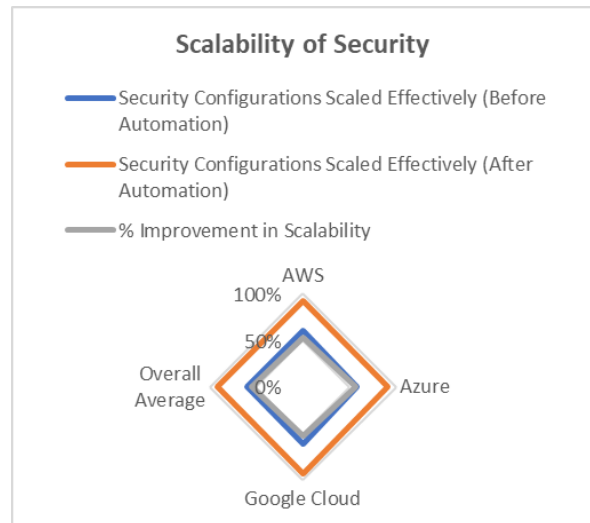 Scalability of Security
Security Configurations Scaled Effectively (Before
Automation)
Security Configurations Scaled Effectively (After
Automation)
% Improvement in Scalability
AWS
100%
50%
Overall
Average
0%
Azure
Google Cloud